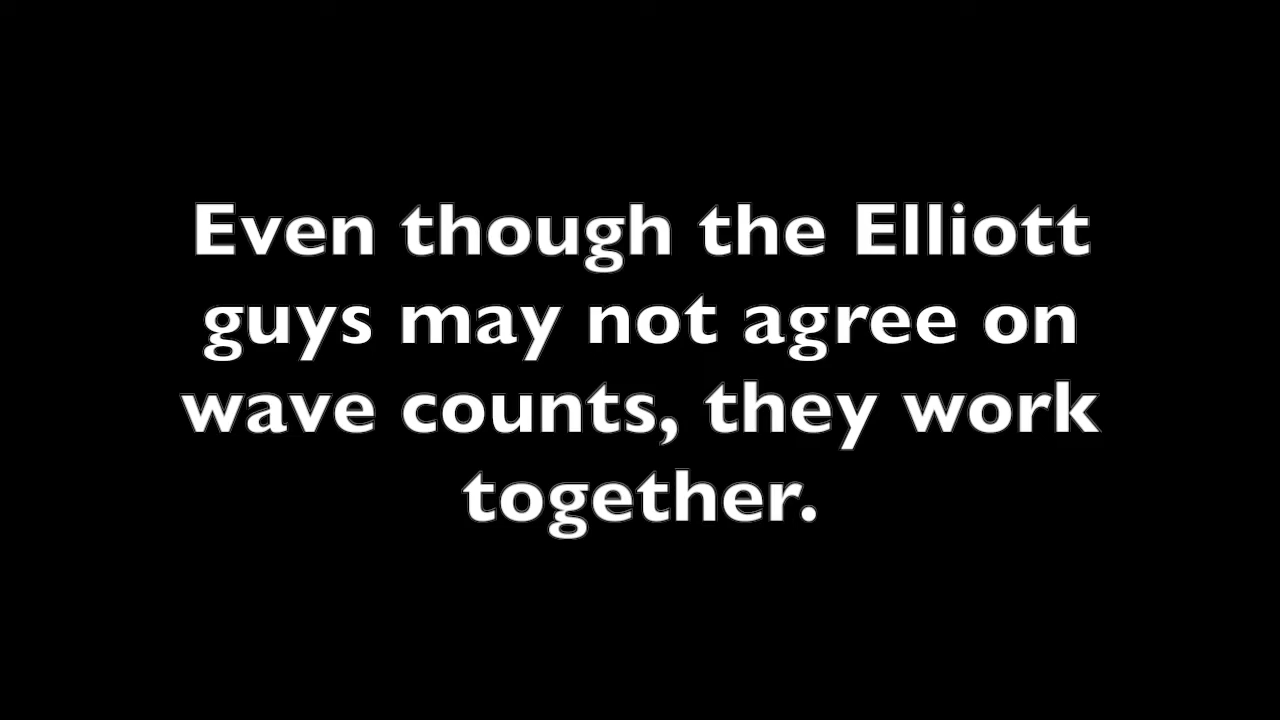 Even though the Elliott
guys may not agree on
wave counts, they work
together.